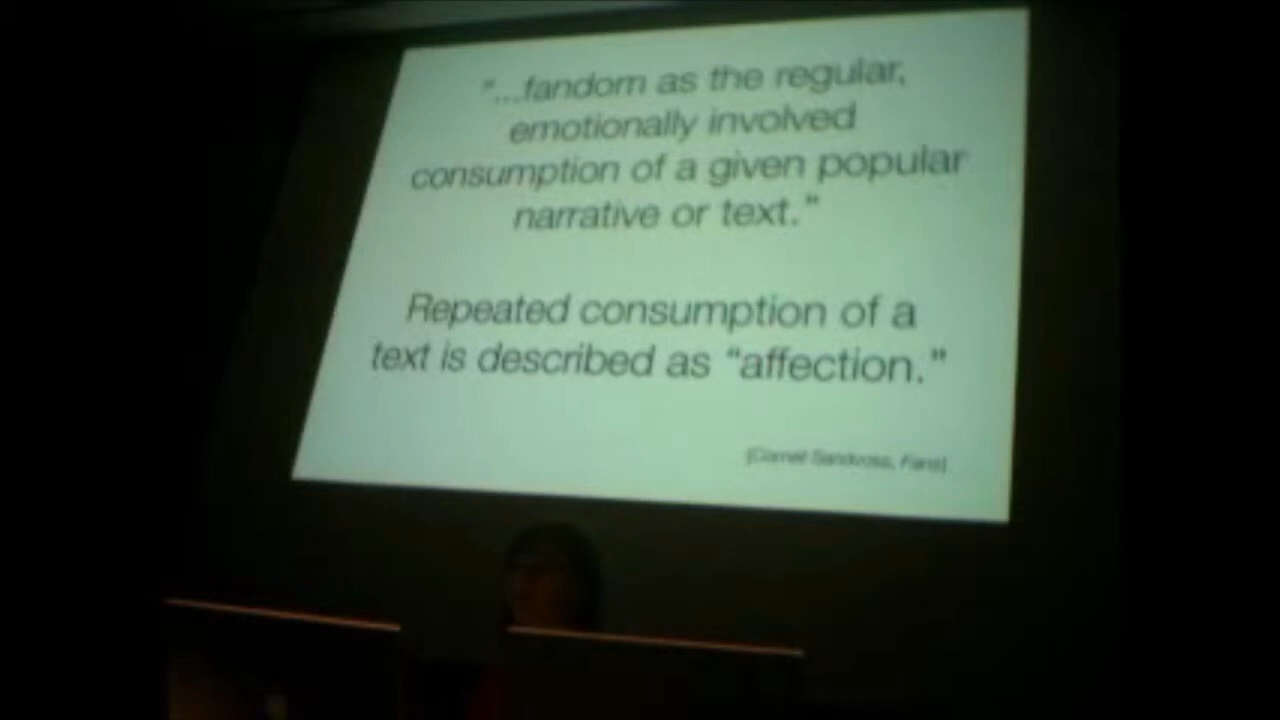 "...fandom as the regular,
emotionally involved
consumption of a given popular
narrative or text."
Repeated consumption of a
text is described as "affection."
(Cornel Sandvoss, Fans)